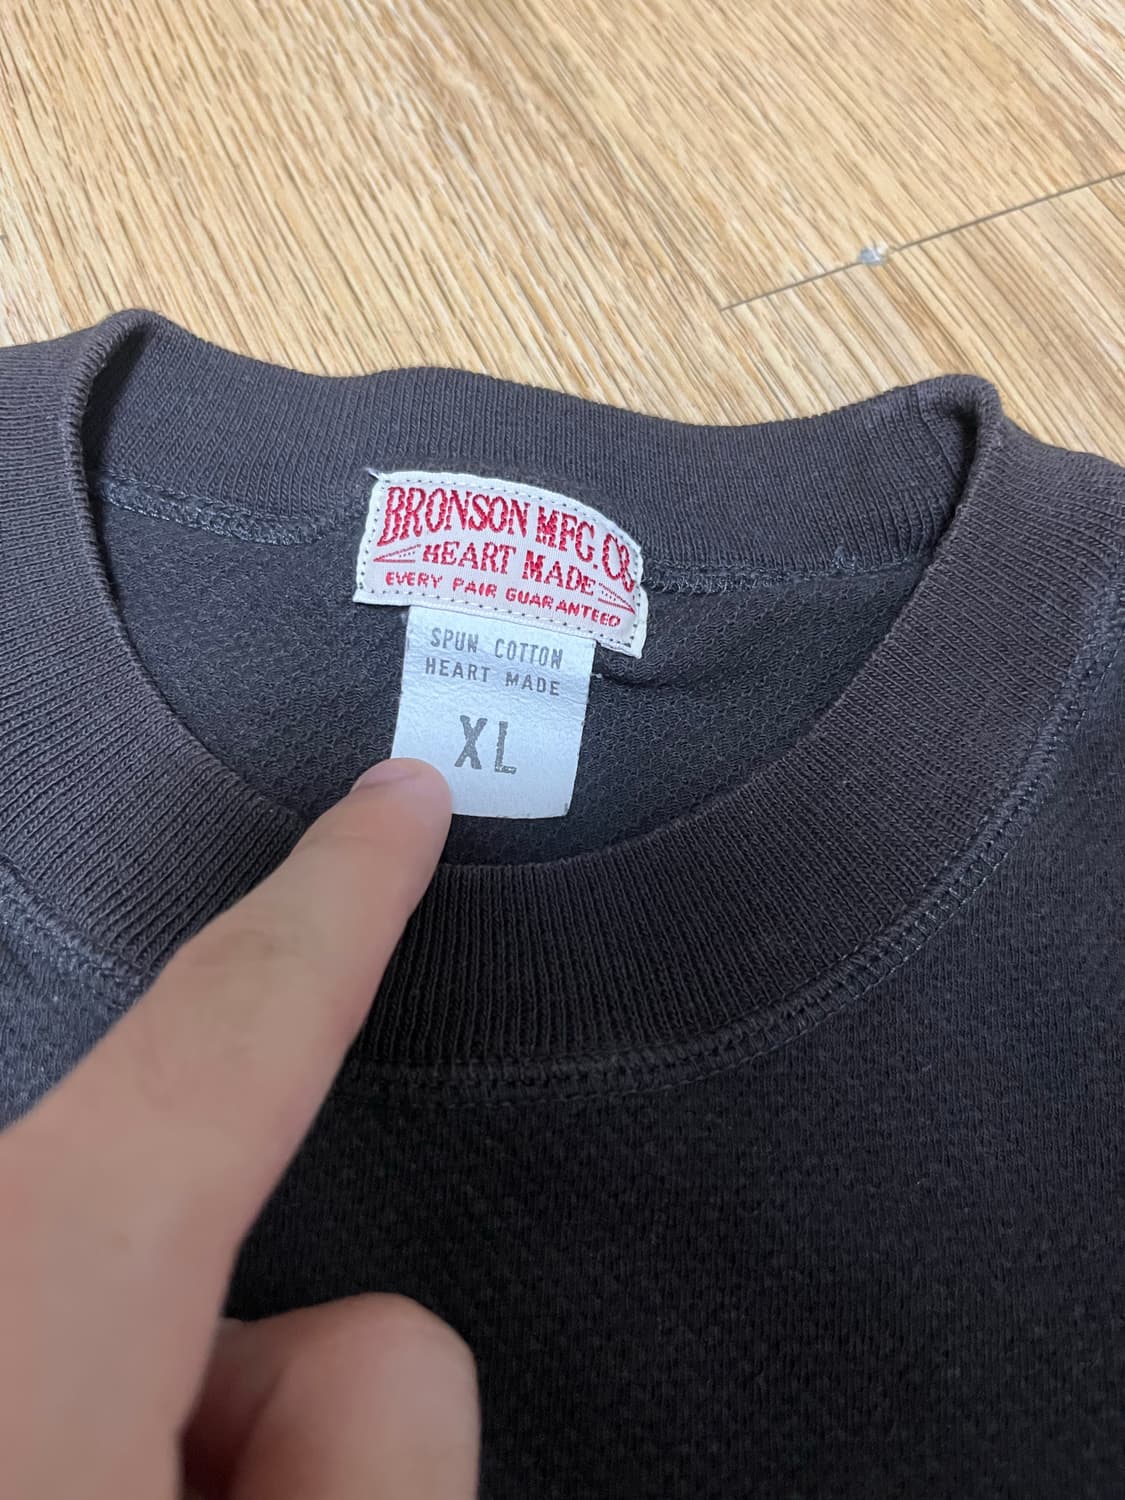 BRONSON MFG. CO.
HEART MADE
EVERY PAIR GUARANTEED
SPUN COTTON
HEART MADE
XL